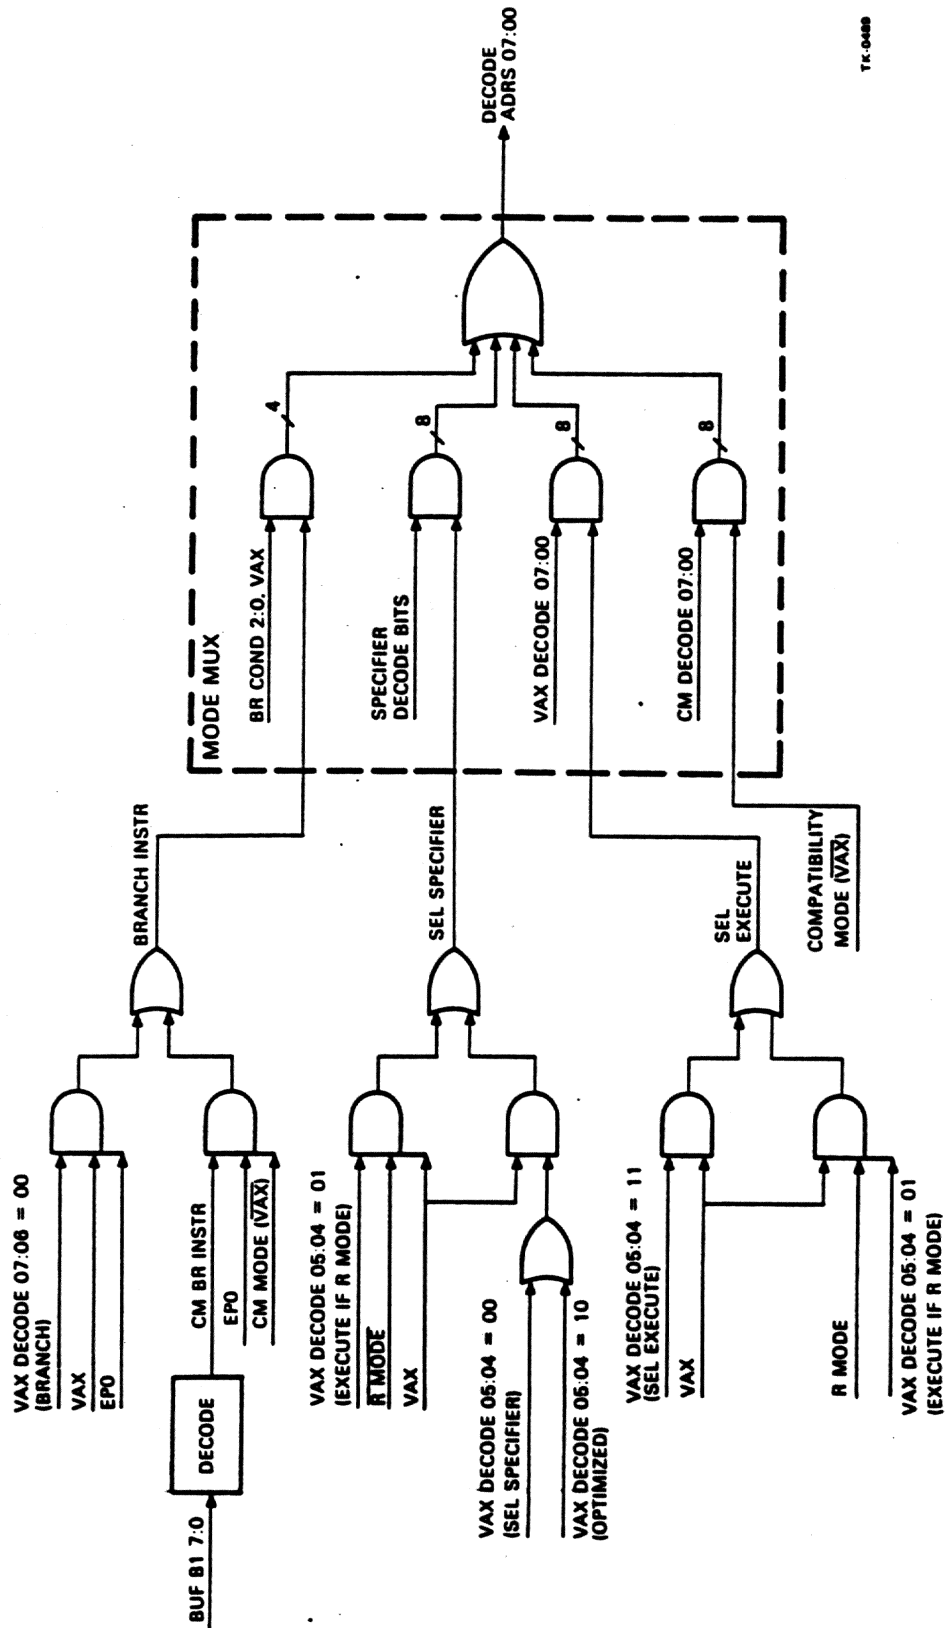 VAX DECODE 07:06 = 00
(BRANCH)
VAX
EP0
BUF B1 7:0
DECODE
CM BR INSTR
EP0
CM MODE (VAX)
BRANCH INSTR
VAX DECODE 05:04 = 01
(EXECUTE IF R MODE)
R MODE
VAX
VAX DECODE 05:04 = 00
(SEL SPECIFIER)
VAX DECODE 05:04 = 10
(OPTIMIZED)
SEL SPECIFIER
VAX DECODE 05:04 = 11
(SEL EXECUTE)
VAX
R MODE
VAX DECODE 05:04 = 01
(EXECUTE IF R MODE)
SEL
EXECUTE
COMPATIBILITY
MODE (VAX)
MODE MUX
BR COND 2:0, VAX
4
SPECIFIER
DECODE BITS
8
VAX DECODE 07:00
8
CM DECODE 07:00
8
DECODE
ADRS 07:00
TK-0489